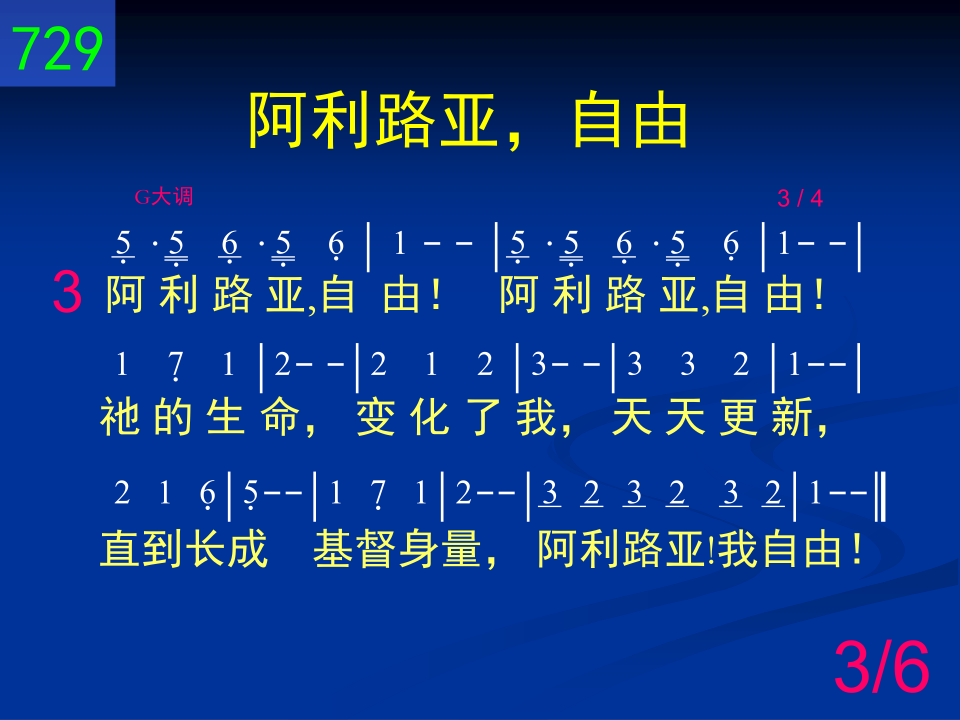 729
阿利路亚，自由
G大调 3 / 4
5̣ · 5̣ 6̣ · 5̣ 6̣ | 1 - - | 5̣ · 5̣ 6̣ · 5̣ 6̣ | 1 - - |
3 阿 利 路 亚,自 由！ 阿 利 路 亚,自 由！
1 7̣ 1 | 2 - - | 2 1 2 | 3 - - | 3 3 2 | 1 - - |
祂 的 生 命， 变 化 了 我， 天 天 更 新，
2 1 6̣ | 5̣ - - | 1 7̣ 1 | 2 - - | 3 2 3 2 3 2 | 1 - - ‖
直到长成 基督身量， 阿利路亚!我自由！
3/6